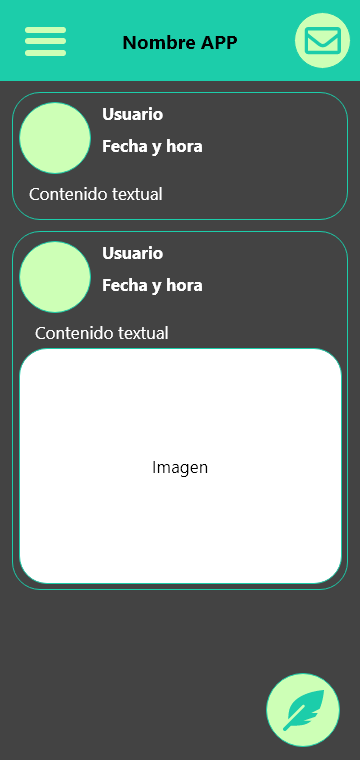 Nombre APP
Usuario
Fecha y hora
Contenido textual
Usuario
Fecha y hora
Contenido textual
Imagen